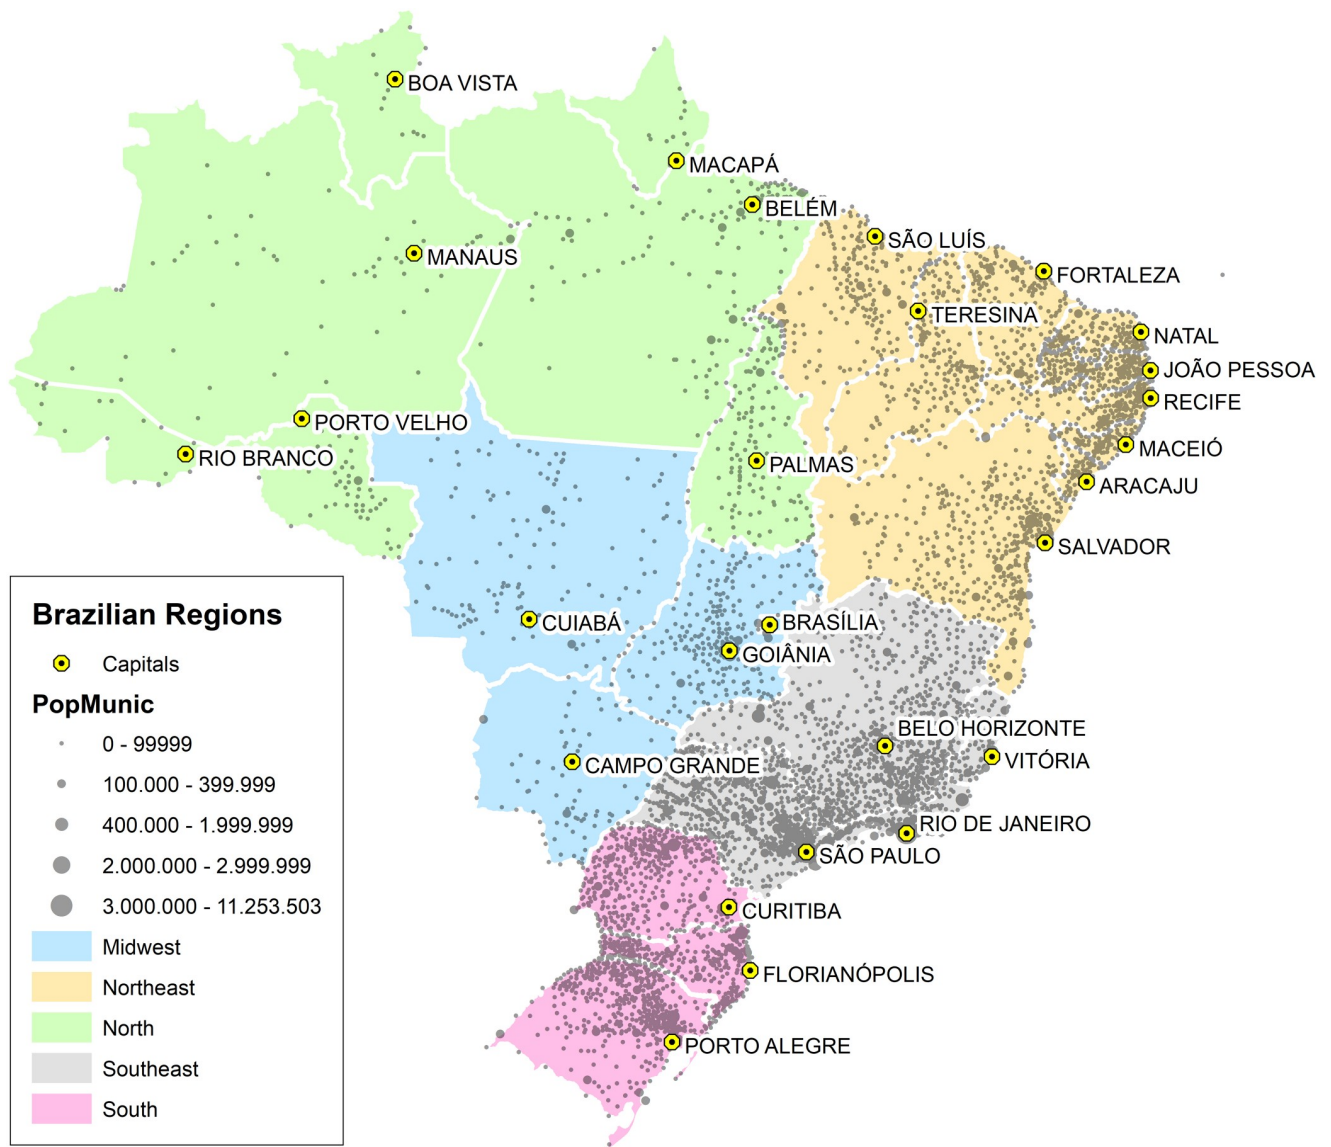 BOA VISTA
MACAPÁ
BELÉM
MANAUS
SÃO LUÍS
FORTALEZA
TERESINA
NATAL
JOÃO PESSOA
RECIFE
PORTO VELHO
MACEIÓ
RIO BRANCO
PALMAS
ARACAJU
SALVADOR
CUIABÁ
BRASÍLIA
GOIÂNIA
BELO HORIZONTE
VITÓRIA
CAMPO GRANDE
RIO DE JANEIRO
SÃO PAULO
CURITIBA
FLORIANÓPOLIS
PORTO ALEGRE
Brazilian Regions
Capitals
PopMunic
0 - 99999
100.000 - 399.999
400.000 - 1.999.999
2.000.000 - 2.999.999
3.000.000 - 11.253.503
Midwest
Northeast
North
Southeast
South